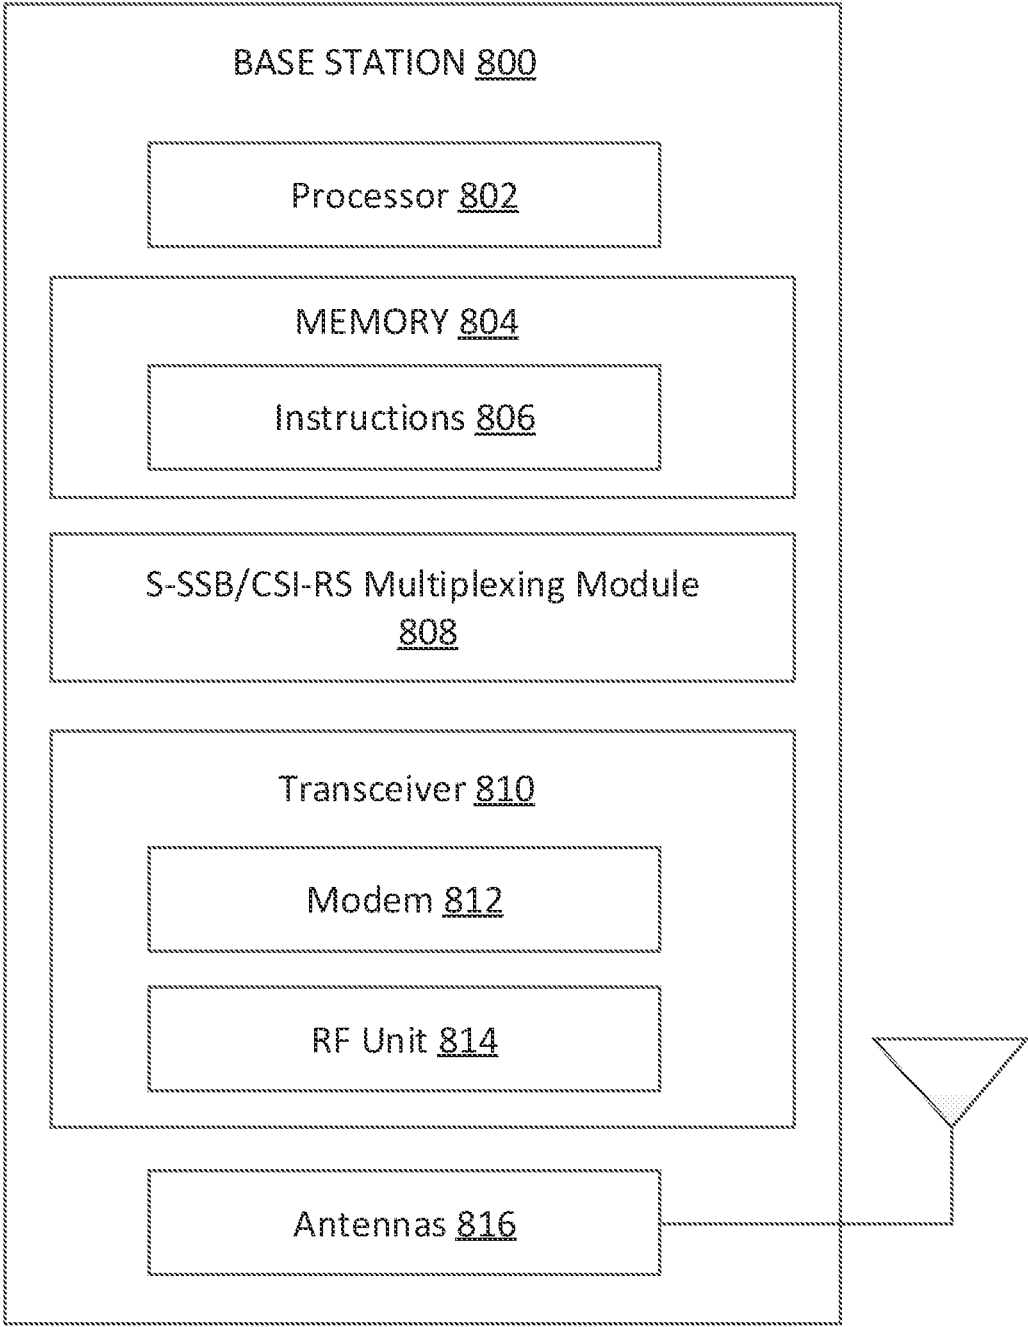 BASE STATION 800
Processor 802
MEMORY 804
Instructions 806
S-SSB/CSI-RS Multiplexing Module
808
Transceiver 810
Modem 812
RF Unit 814
Antennas 816